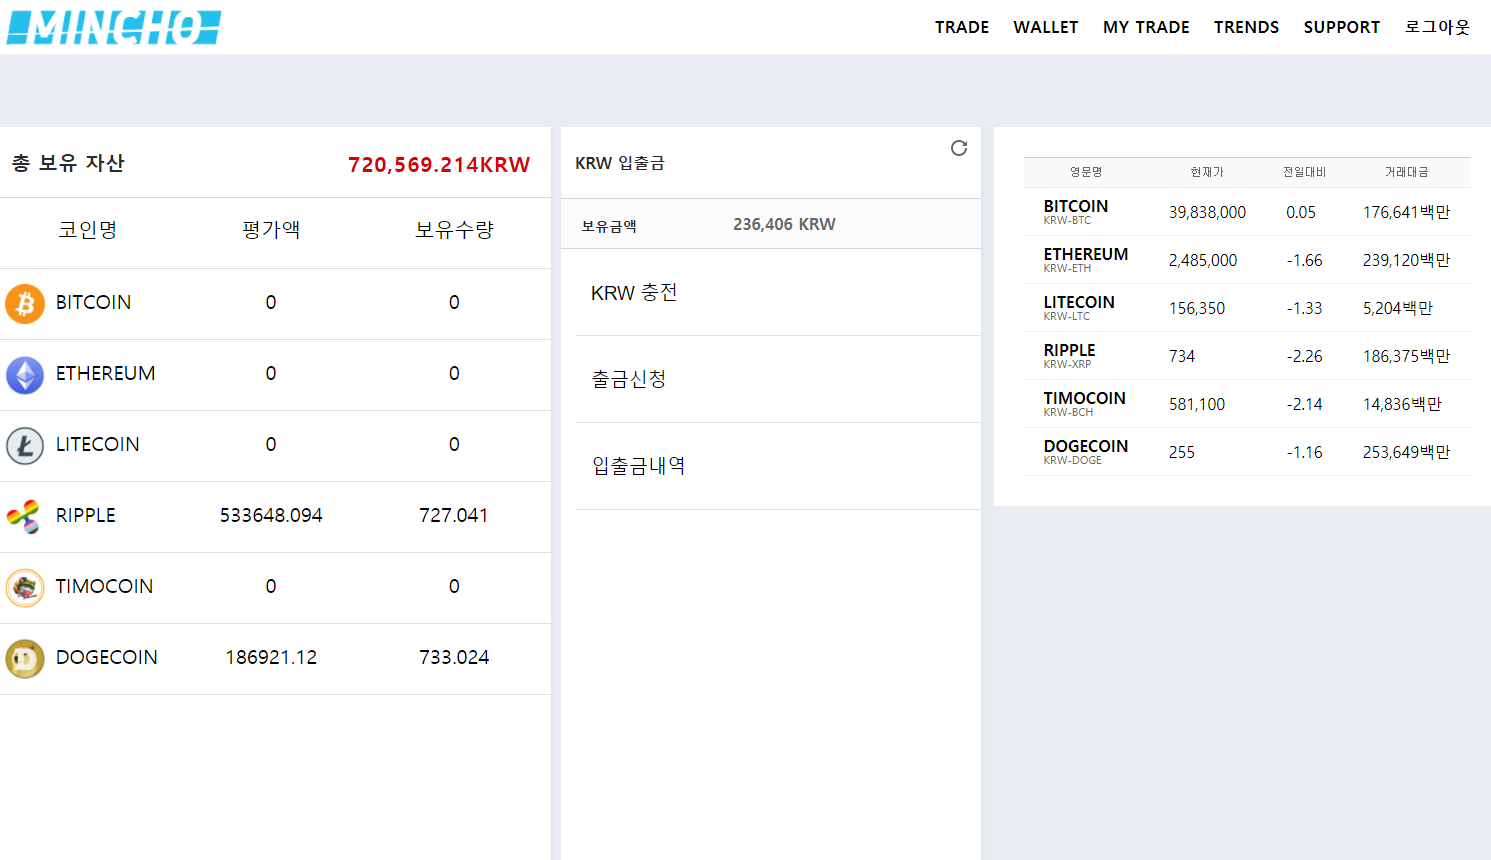 MINCHO
TRADE WALLET MY TRADE TRENDS SUPPORT 로그아웃
총 보유 자산 720,569.214KRW
코인명 평가액 보유수량
BITCOIN 0 0
ETHEREUM 0 0
LITECOIN 0 0
RIPPLE 533648.094 727.041
TIMOCOIN 0 0
DOGECOIN 186921.12 733.024
KRW 입출금
보유금액 236,406 KRW
KRW 충전
출금신청
입출금내역
영문명 현재가 전일대비 거래대금
BITCOIN 39,838,000 0.05 176,641백만
KRW-BTC
ETHEREUM 2,485,000 -1.66 239,120백만
KRW-ETH
LITECOIN 156,350 -1.33 5,204백만
KRW-LTC
RIPPLE 734 -2.26 186,375백만
KRW-XRP
TIMOCOIN 581,100 -2.14 14,836백만
KRW-BCH
DOGECOIN 255 -1.16 253,649백만
KRW-DOGE